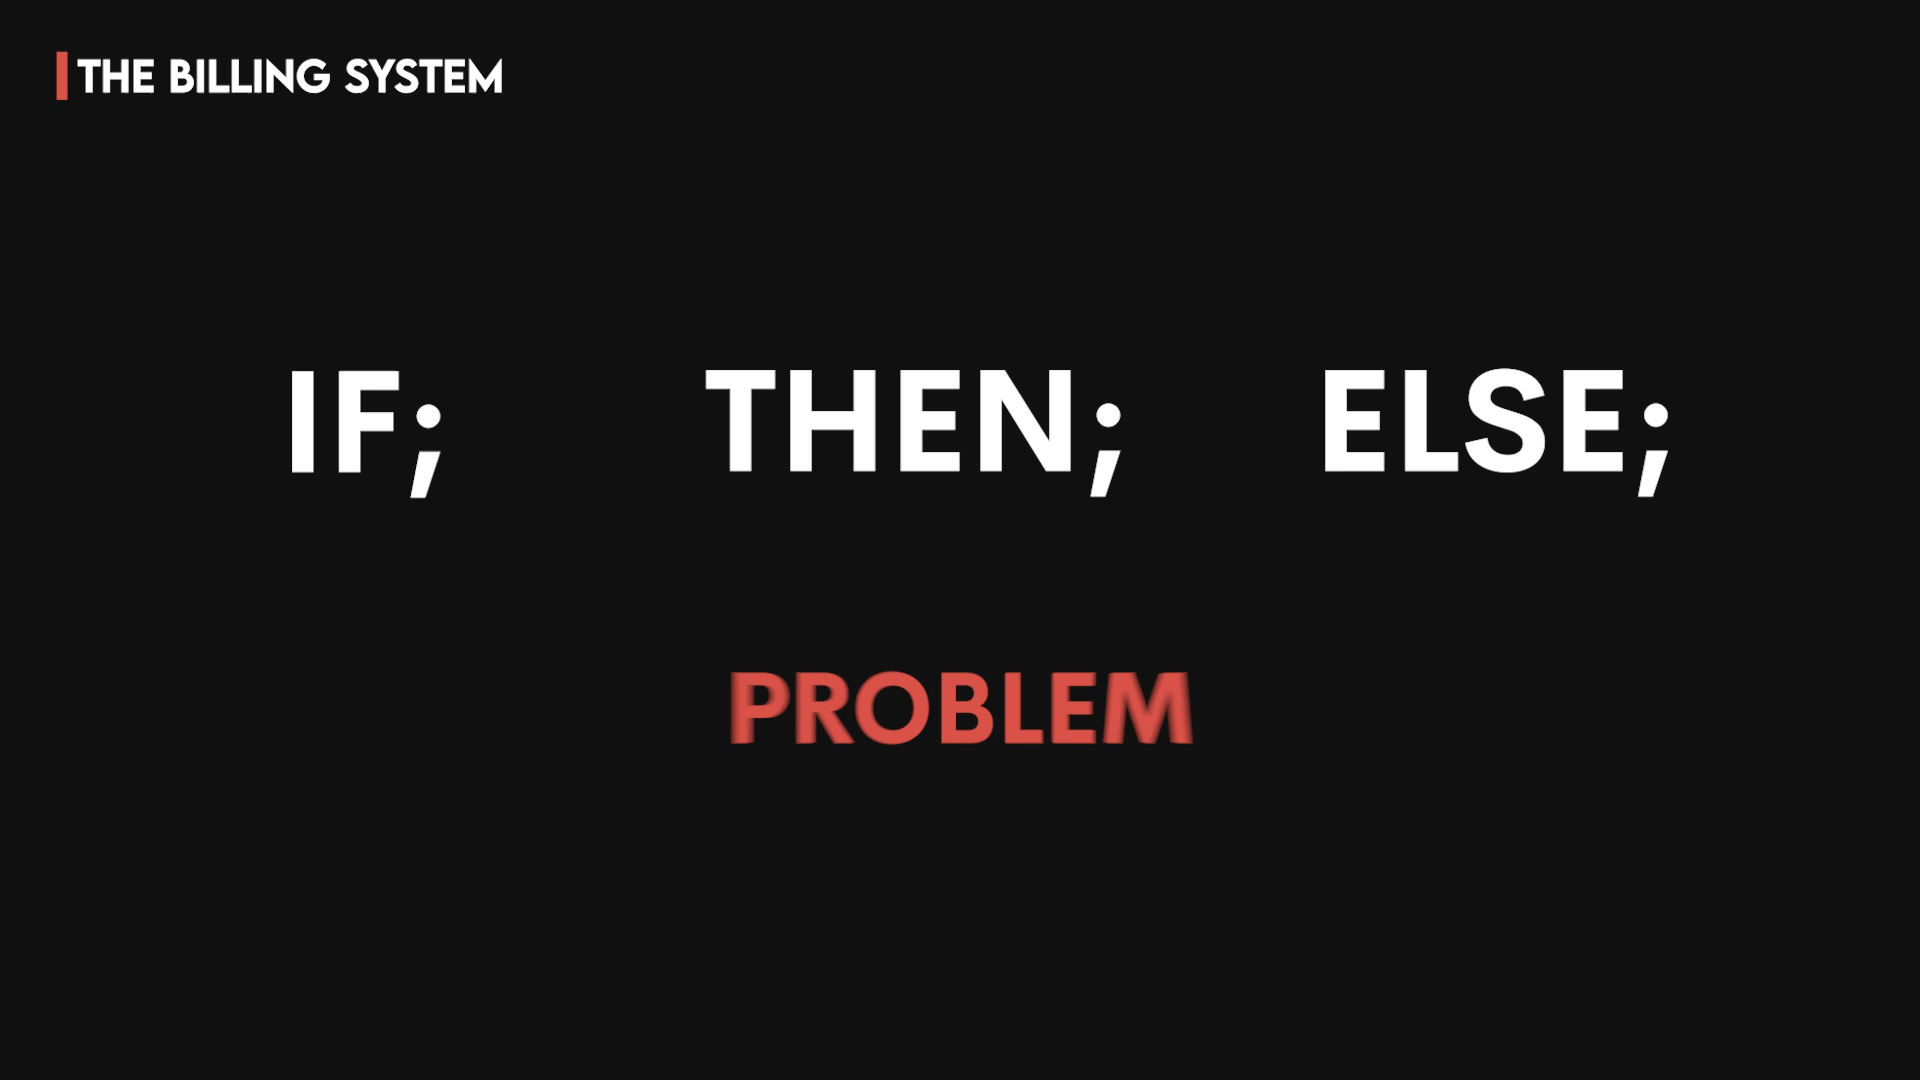 THE BILLING SYSTEM
IF; THEN; ELSE;
PROBLEM